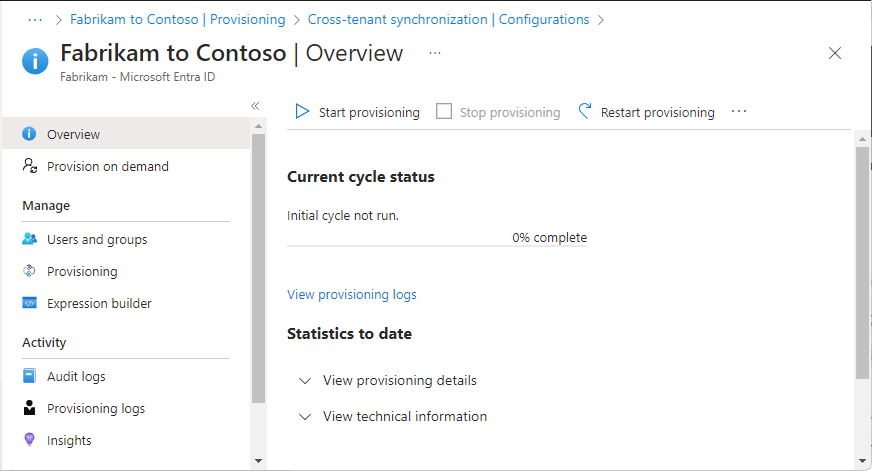 ··· > Fabrikam to Contoso | Provisioning > Cross-tenant synchronization | Configurations >
Fabrikam to Contoso | Overview ···
Fabrikam - Microsoft Entra ID
Start provisioning Stop provisioning Restart provisioning ···
Overview
Provision on demand
Manage
Users and groups
Provisioning
Expression builder
Activity
Audit logs
Provisioning logs
Insights
Current cycle status
Initial cycle not run.
0% complete
View provisioning logs
Statistics to date
View provisioning details
View technical information